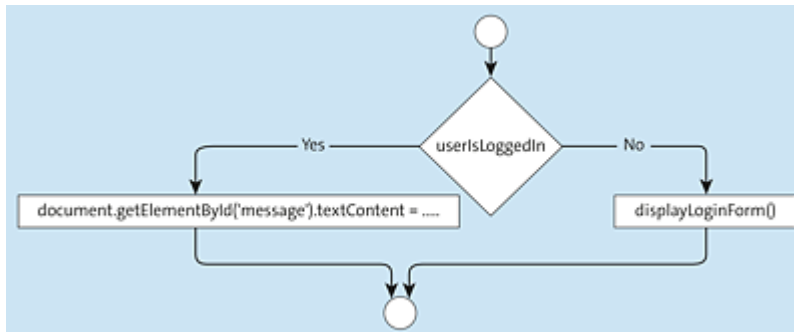 userIsLoggedIn
Yes
No
document.getElementById('message').textContent = .....
displayLoginForm()